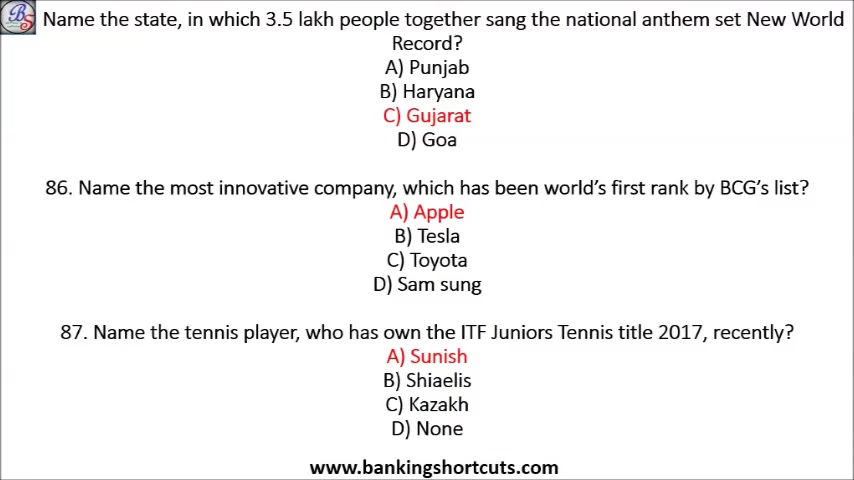 BS
Name the state, in which 3.5 lakh people together sang the national anthem set New World
Record?
A) Punjab
B) Haryana
C) Gujarat
D) Goa
86. Name the most innovative company, which has been world's first rank by BCG's list?
A) Apple
B) Tesla
C) Toyota
D) Sam sung
87. Name the tennis player, who has own the ITF Juniors Tennis title 2017, recently?
A) Sunish
B) Shiaelis
C) Kazakh
D) None
www.bankingshortcuts.com